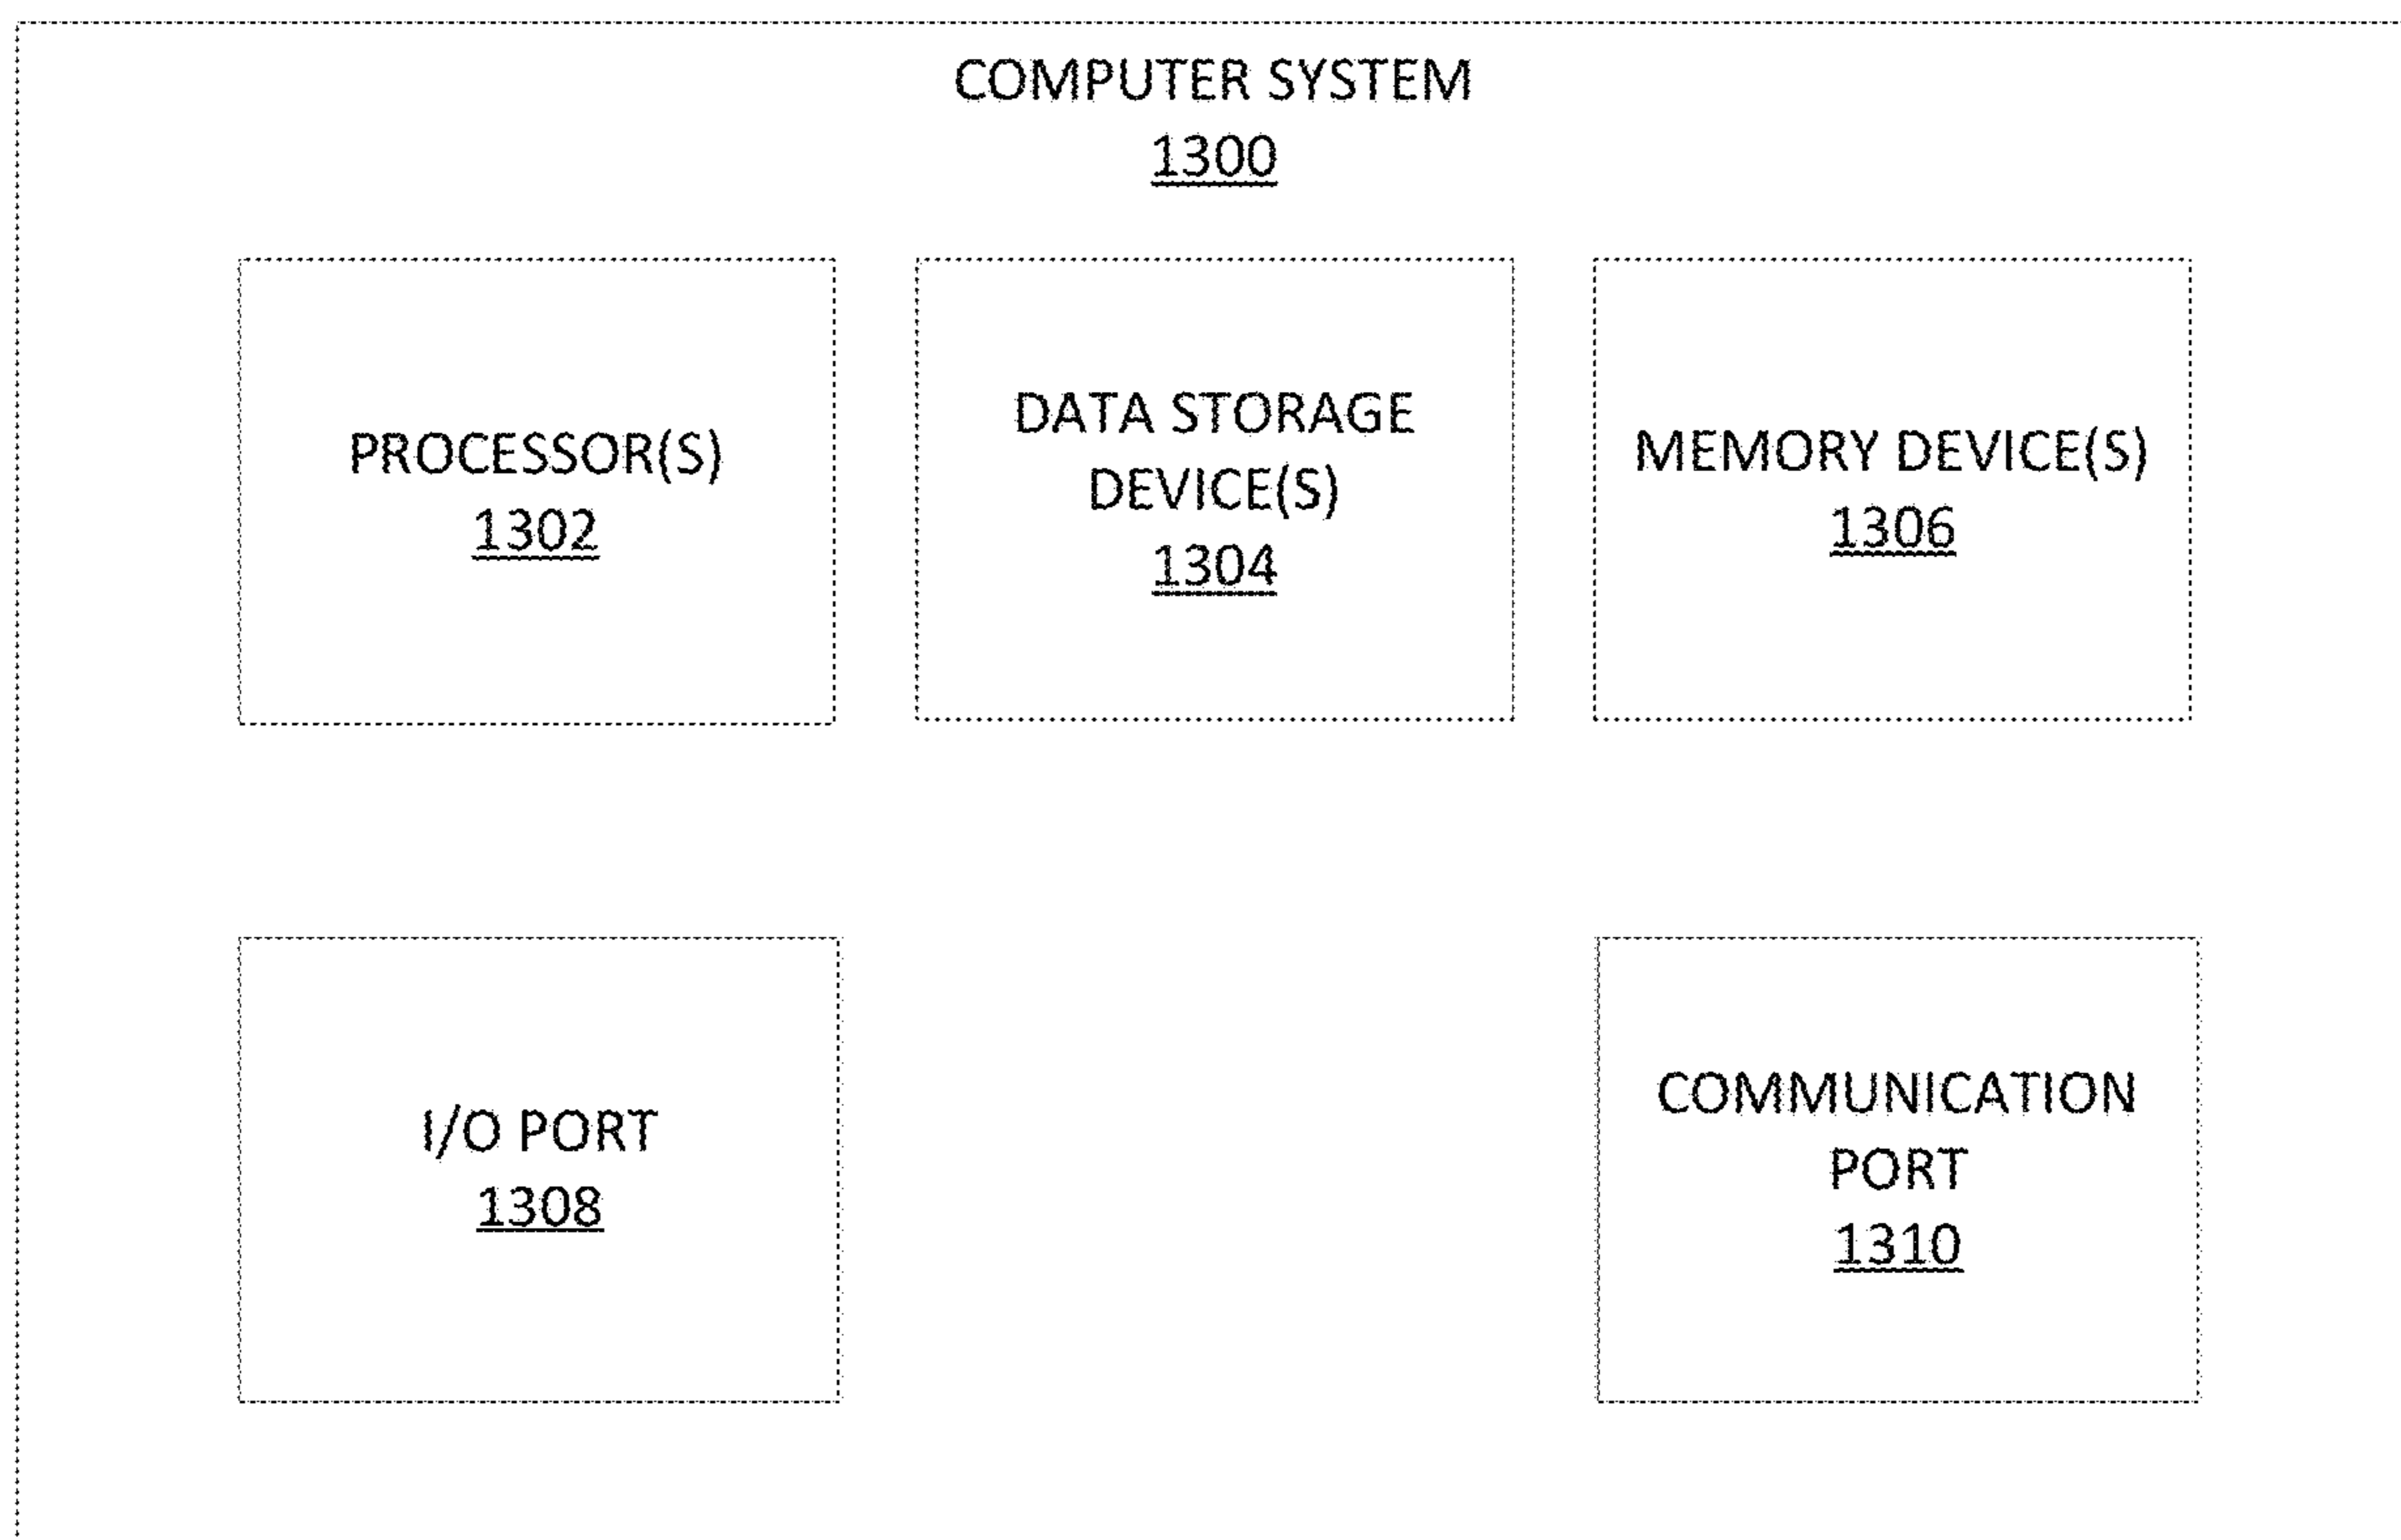 COMPUTER SYSTEM
1300
PROCESSOR(S)
1302
DATA STORAGE
DEVICE(S)
1304
MEMORY DEVICE(S)
1306
I/O PORT
1308
COMMUNICATION
PORT
1310